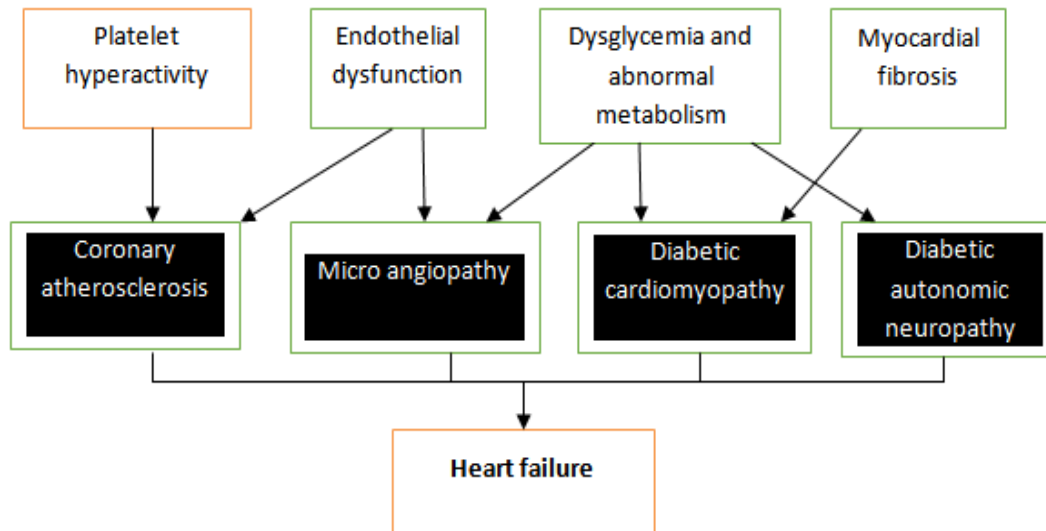 Platelet
hyperactivity
Endothelial
dysfunction
Dysglycemia and
abnormal
metabolism
Myocardial
fibrosis
Coronary
atherosclerosis
Micro angiopathy
Diabetic
cardiomyopathy
Diabetic
autonomic
neuropathy
Heart failure